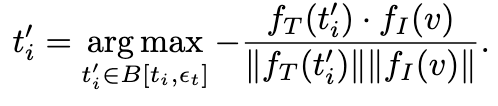 t'_i = \underset{t'_i \in B[t_i, \epsilon_t]}{\arg\max} - \frac{f_T(t'_i) \cdot f_I(v)}{\|f_T(t'_i)\| \|f_I(v)\|}.